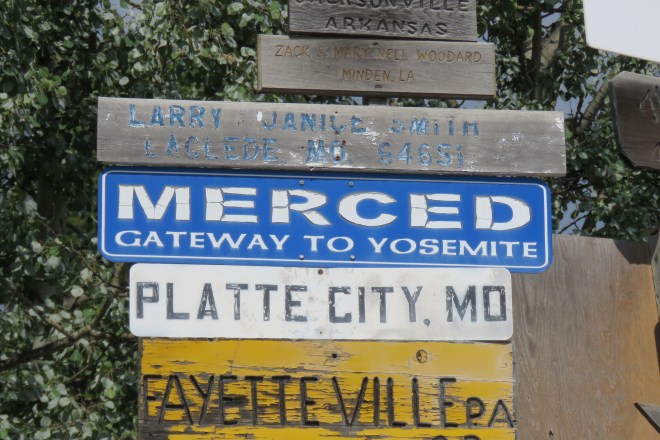 JACKSONVILLE
ARKANSAS
ZACK & MARY NELL WOODARD
MINDEN, LA
LARRY JANICE SMITH
LACLEDE MO 64651
MERCED
GATEWAY TO YOSEMITE
PLATTE CITY, MO
FAYETTEVILLE PA